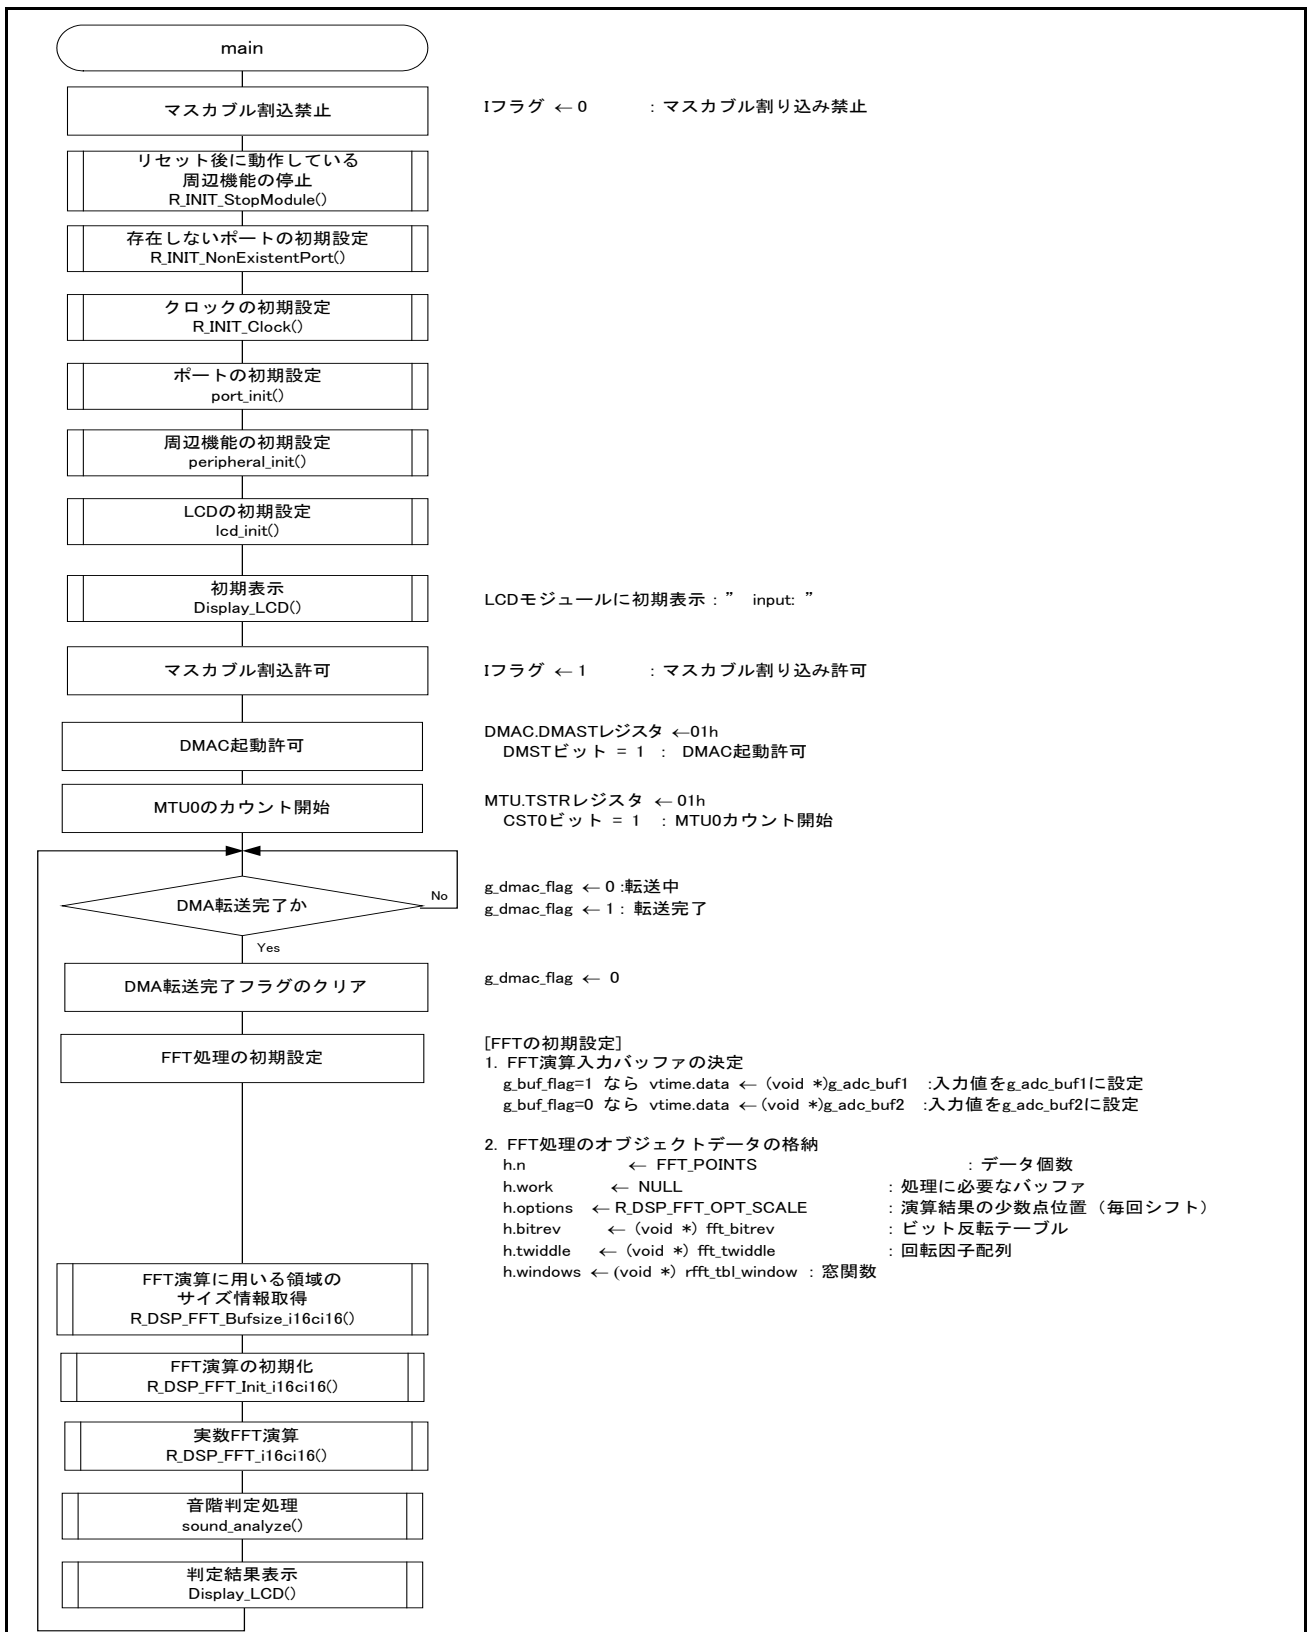 main
マスカブル割込禁止
Iフラグ ← 0 : マスカブル割り込み禁止
リセット後に動作している
周辺機能の停止
R_INIT_StopModule()
存在しないポートの初期設定
R_INIT_NonExistentPort()
クロックの初期設定
R_INIT_Clock()
ポートの初期設定
port_init()
周辺機能の初期設定
peripheral_init()
LCDの初期設定
lcd_init()
初期表示
Display_LCD()
LCDモジュールに初期表示 : ” input: ”
マスカブル割込許可
Iフラグ ← 1 : マスカブル割り込み許可
DMAC起動許可
DMAC.DMASTレジスタ ←01h
DMSTビット = 1 : DMAC起動許可
MTU0のカウント開始
MTU.TSTRレジスタ ← 01h
CST0ビット = 1 : MTU0カウント開始
DMA転送完了か
No
Yes
g_dmac_flag ← 0 :転送中
g_dmac_flag ← 1 : 転送完了
DMA転送完了フラグのクリア
g_dmac_flag ← 0
FFT処理の初期設定
[FFTの初期設定]
1. FFT演算入力バッファの決定
g_buf_flag=1 なら vtime.data ← (void *)g_adc_buf1 :入力値をg_adc_buf1に設定
g_buf_flag=0 なら vtime.data ← (void *)g_adc_buf2 :入力値をg_adc_buf2に設定
2. FFT処理のオブジェクトデータの格納
h.n ← FFT_POINTS : データ個数
h.work ← NULL : 処理に必要なバッファ
h.options ← R_DSP_FFT_OPT_SCALE : 演算結果の少数点位置（毎回シフト）
h.bitrev ← (void *) fft_bitrev : ビット反転テーブル
h.twiddle ← (void *) fft_twiddle : 回転因子配列
h.windows ← (void *) rfft_tbl_window : 窓関数
FFT演算に用いる領域の
サイズ情報取得
R_DSP_FFT_Bufsize_i16ci16()
FFT演算の初期化
R_DSP_FFT_Init_i16ci16()
実数FFT演算
R_DSP_FFT_i16ci16()
音階判定処理
sound_analyze()
判定結果表示
Display_LCD()